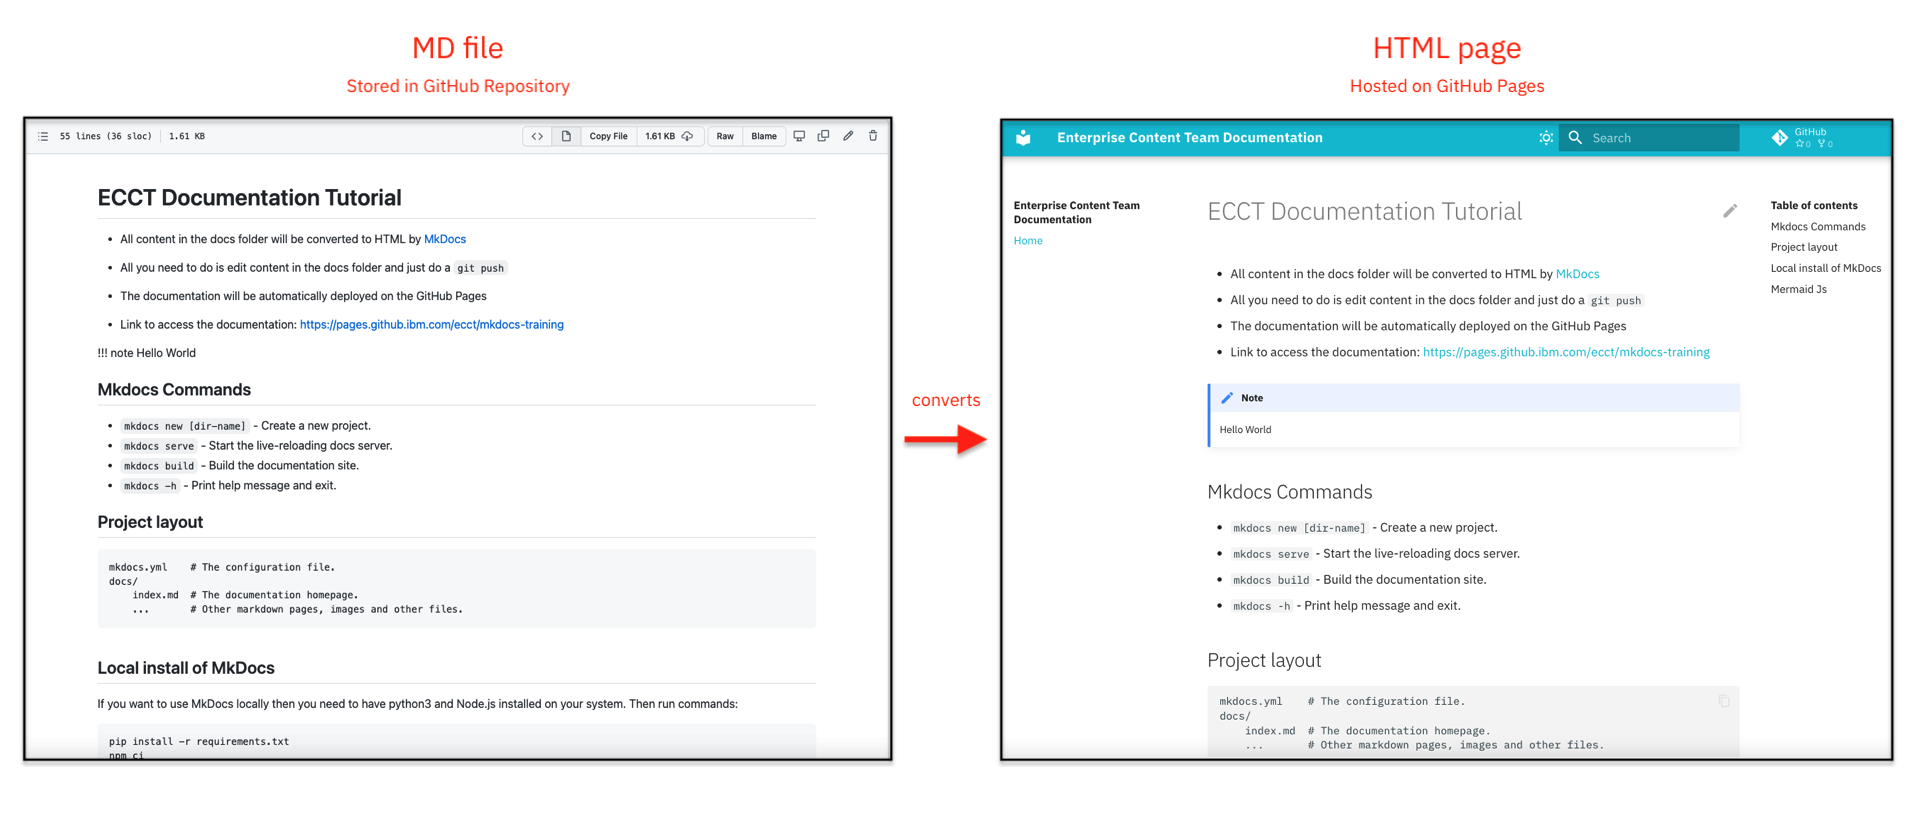 MD file
Stored in GitHub Repository
55 lines (36 sloc) 1.61 KB
Copy File 1.61 KB Raw Blame
ECCT Documentation Tutorial
All content in the docs folder will be converted to HTML by MkDocs
All you need to do is edit content in the docs folder and just do a git push
The documentation will be automatically deployed on the GitHub Pages
Link to access the documentation: https://pages.github.ibm.com/ecct/mkdocs-training
!!! note Hello World
Mkdocs Commands
mkdocs new [dir-name] - Create a new project.
mkdocs serve - Start the live-reloading docs server.
mkdocs build - Build the documentation site.
mkdocs -h - Print help message and exit.
Project layout
mkdocs.yml # The configuration file.
docs/
index.md # The documentation homepage.
... # Other markdown pages, images and other files.
Local install of MkDocs
If you want to use MkDocs locally then you need to have python3 and Node.js installed on your system. Then run commands:
pip install -r requirements.txt
npm ci
converts
HTML page
Hosted on GitHub Pages
Enterprise Content Team Documentation
Search
GitHub
0 0
Enterprise Content Team
Documentation
Home
ECCT Documentation Tutorial
All content in the docs folder will be converted to HTML by MkDocs
All you need to do is edit content in the docs folder and just do a git push
The documentation will be automatically deployed on the GitHub Pages
Link to access the documentation: https://pages.github.ibm.com/ecct/mkdocs-training
Note
Hello World
Mkdocs Commands
mkdocs new [dir-name] - Create a new project.
mkdocs serve - Start the live-reloading docs server.
mkdocs build - Build the documentation site.
mkdocs -h - Print help message and exit.
Project layout
mkdocs.yml # The configuration file.
docs/
index.md # The documentation homepage.
... # Other markdown pages, images and other files.
Table of contents
Mkdocs Commands
Project layout
Local install of MkDocs
Mermaid Js